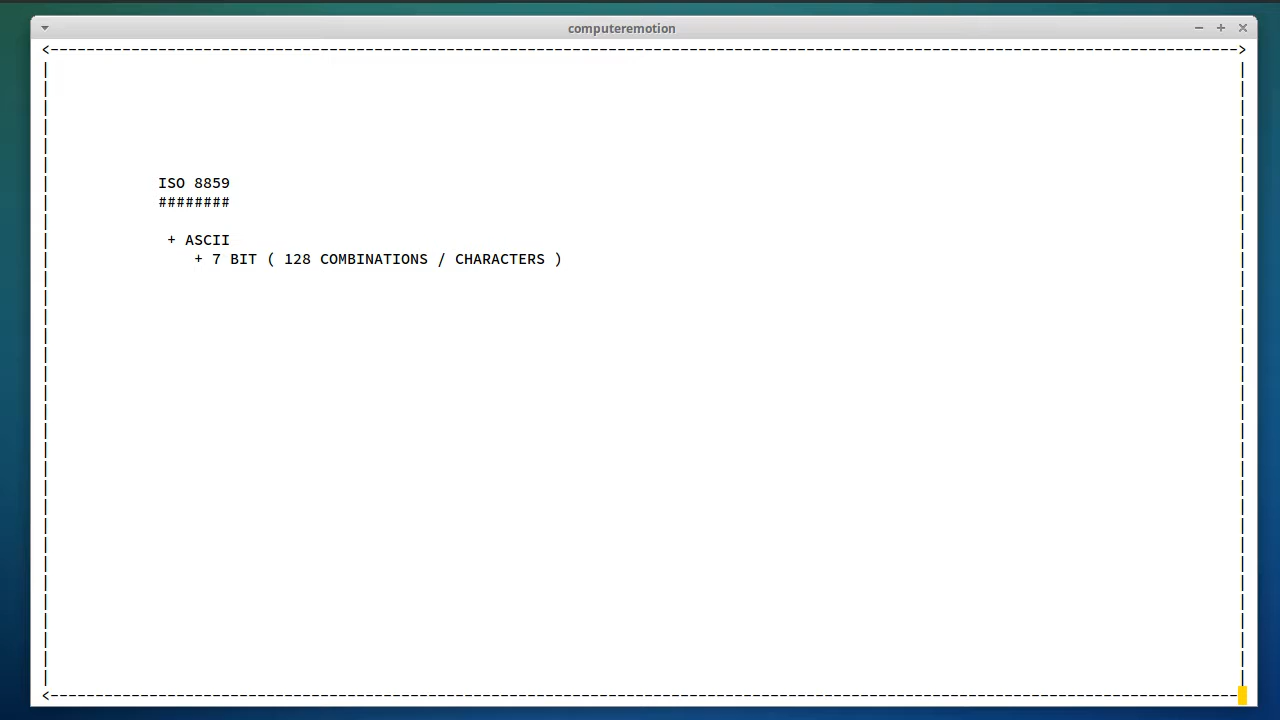 computeremotion
ISO 8859
########
+ ASCII
+ 7 BIT ( 128 COMBINATIONS / CHARACTERS )